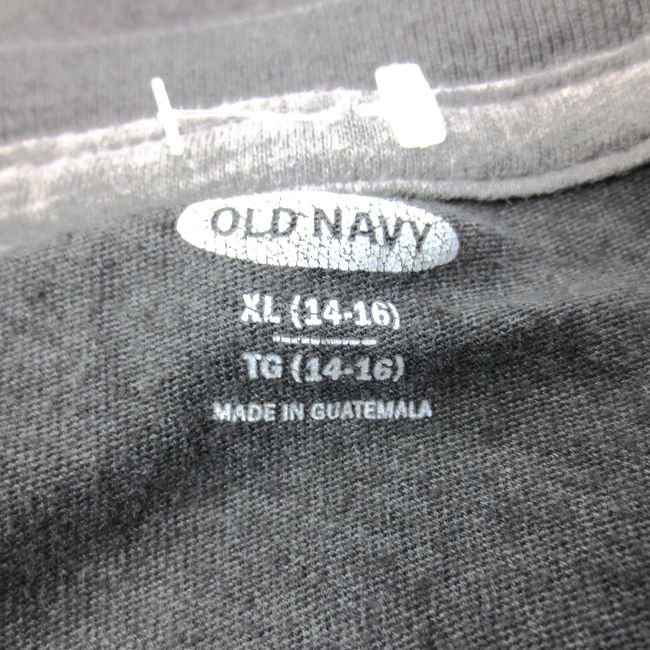 OLD NAVY
XL (14-16)
TG (14-16)
MADE IN GUATEMALA